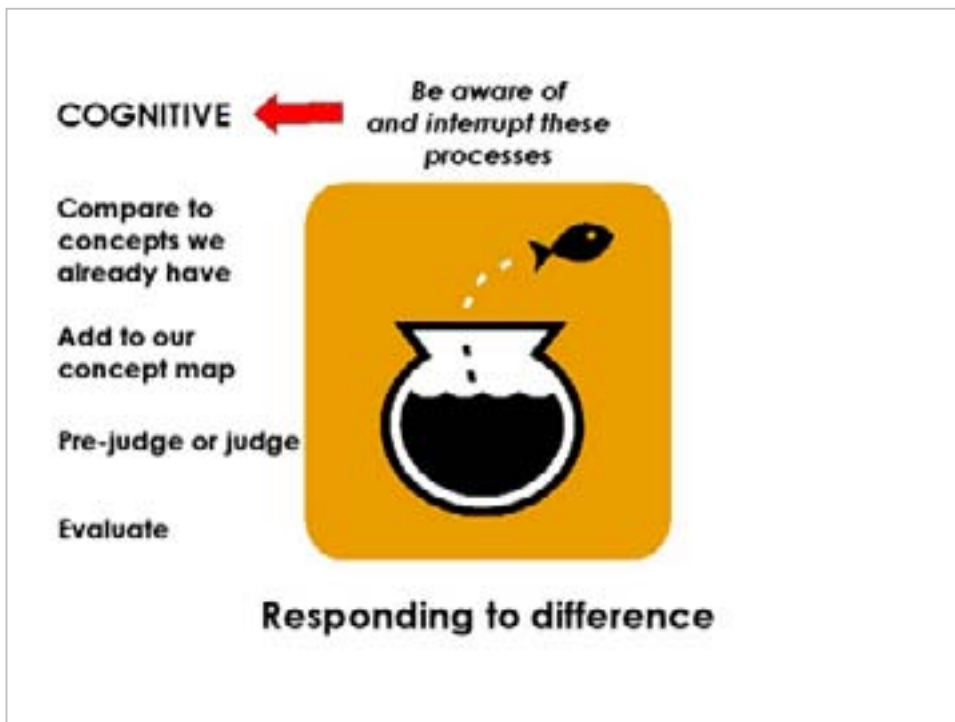 COGNITIVE
Be aware of
and interrupt these
processes
Compare to
concepts we
already have
Add to our
concept map
Pre-judge or judge
Evaluate
Responding to difference